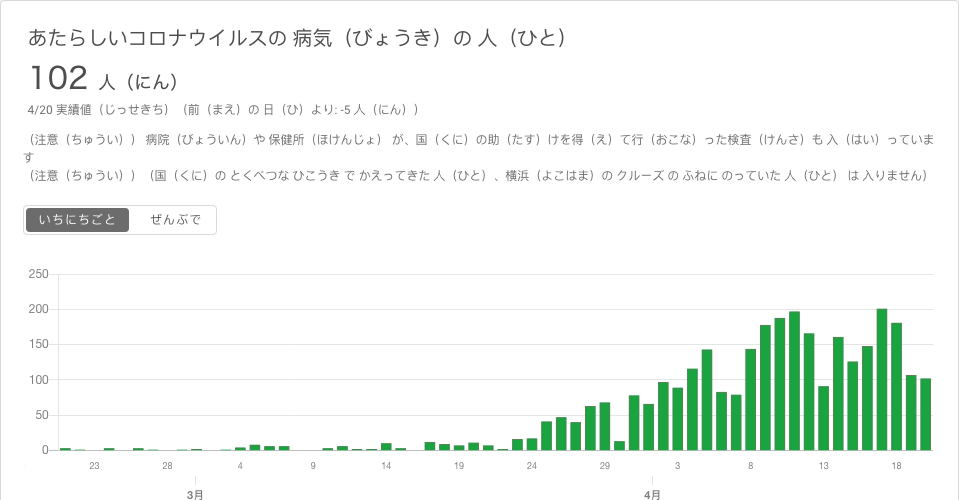 あたらしいコロナウイルスの 病気（びょうき）の 人（ひと）
102 人（にん）
4/20 実績値（じっせきち）（前（まえ）の 日（ひ）より: -5 人（にん））
（注意（ちゅうい）） 病院（びょういん）や 保健所（ほけんじょ） が、国（くに）の助（たす）けを得（え）て行（おこな）った検査（けんさ）も 入（はい）っていま
す
（注意（ちゅうい））（国（くに）の とくべつな ひこうき で かえってきた 人（ひと）、横浜（よこはま）の クルーズ の ふねに のっていた 人（ひと） は 入りません）
いちにちごと ぜんぶで
250
200
150
100
50
0
23 28 4 9 14 19 24 29 3 8 13 18
3月 4月